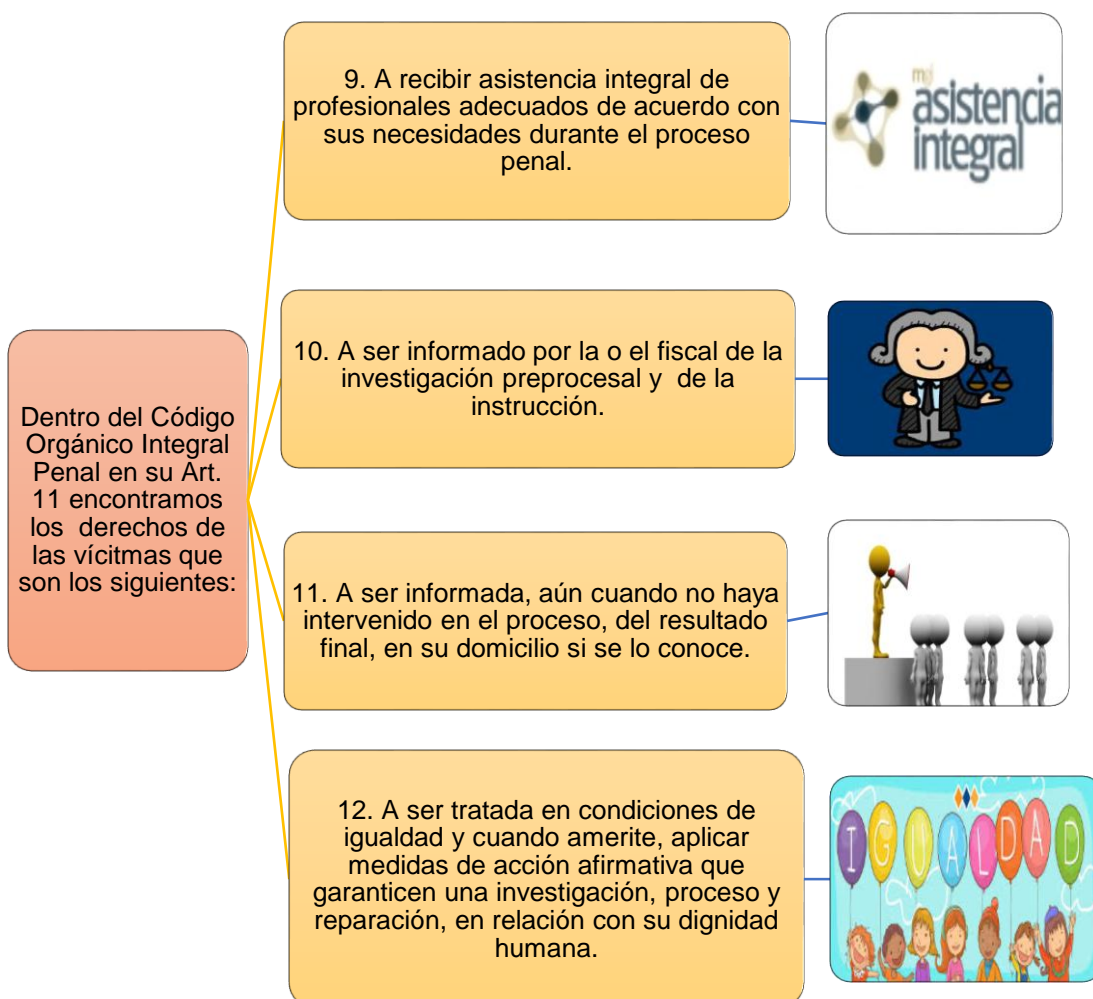 Dentro del Código
Orgánico Integral
Penal en su Art.
11 encontramos
los derechos de
las vícitmas que
son los siguientes:
9. A recibir asistencia integral de
profesionales adecuados de acuerdo con
sus necesidades durante el proceso
penal.
asistencia
integral
10. A ser informado por la o el fiscal de la
investigación preprocesal y de la
instrucción.
11. A ser informada, aún cuando no haya
intervenido en el proceso, del resultado
final, en su domicilio si se lo conoce.
12. A ser tratada en condiciones de
igualdad y cuando amerite, aplicar
medidas de acción afirmativa que
garanticen una investigación, proceso y
reparación, en relación con su dignidad
humana.
IGUALDAD